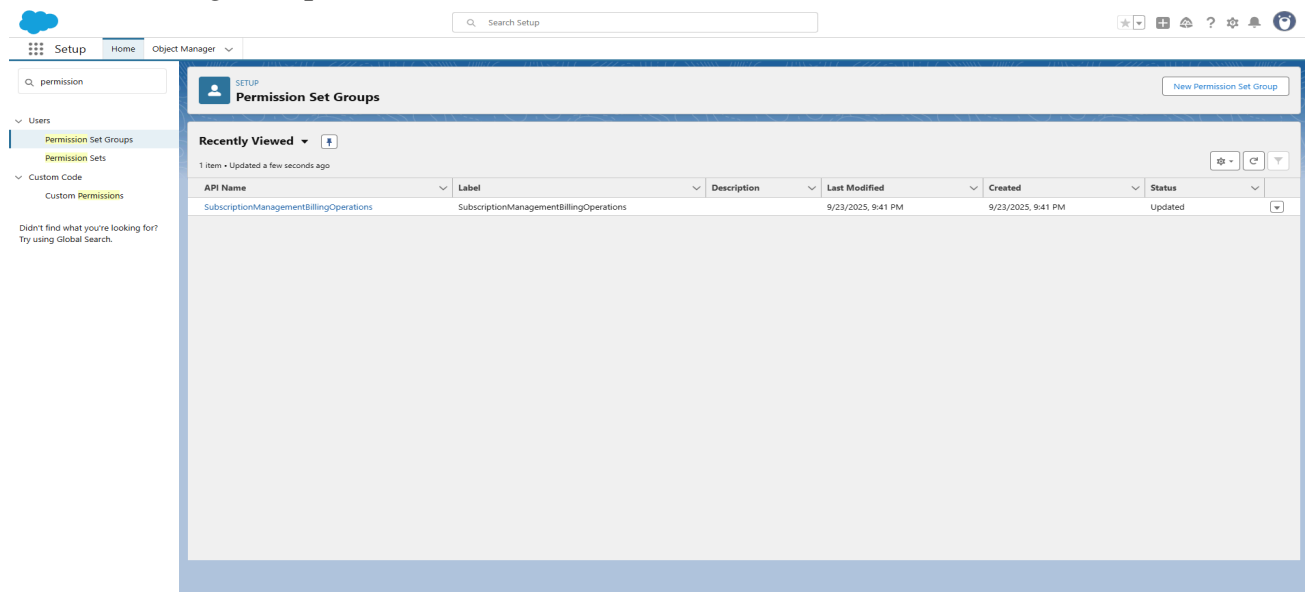 Search Setup
Setup
Home
Object Manager
permission
Users
Permission Set Groups
Permission Sets
Custom Code
Custom Permissions
Didn't find what you're looking for?
Try using Global Search.
SETUP
Permission Set Groups
New Permission Set Group
Recently Viewed
1 item • Updated a few seconds ago
API Name Label Description Last Modified Created Status
SubscriptionManagementBillingOperations SubscriptionManagementBillingOperations 9/23/2025, 9:41 PM 9/23/2025, 9:41 PM Updated